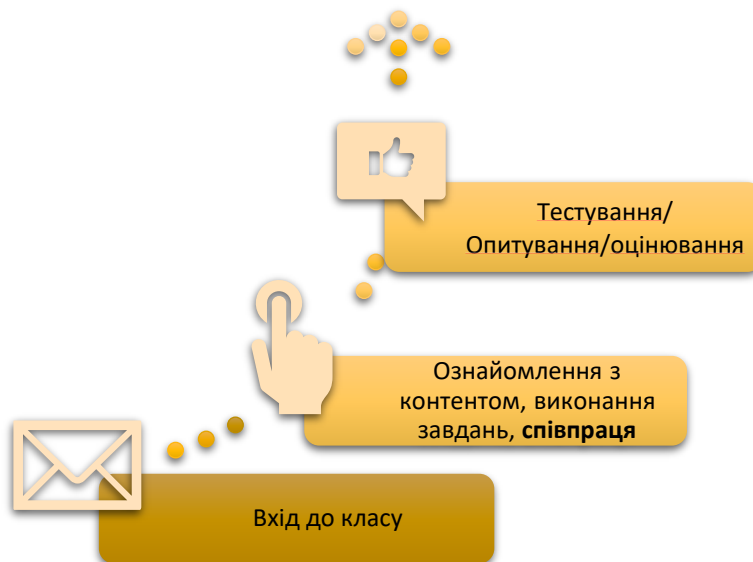 Тестування/
Опитування/оцінювання
Ознайомлення з
контентом, виконання
завдань, співпраця
Вхід до класу